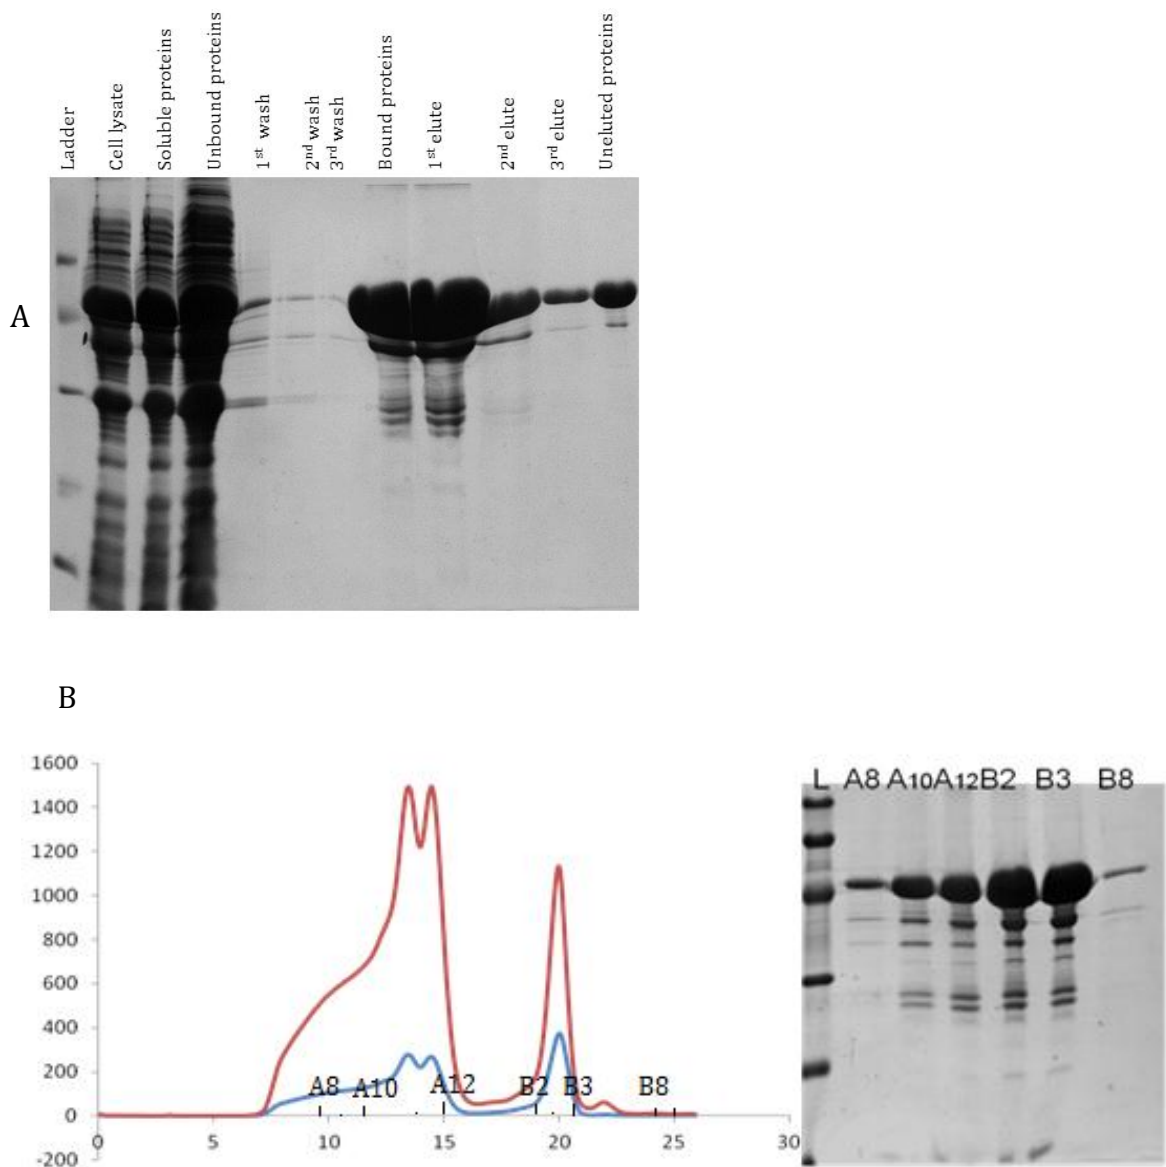 Ladder
Cell lysate
Soluble proteins
Unbound proteins
1st wash
2nd wash
3rd wash
Bound proteins
1st elute
2nd elute
3rd elute
Uneluted proteins
A
B
1600
1400
1200
1000
800
600
400
200
0
-200
0 5 10 15 20 25 30
A8 A10 A12 B2 B3 B8
L A8 A10 A12 B2 B3 B8